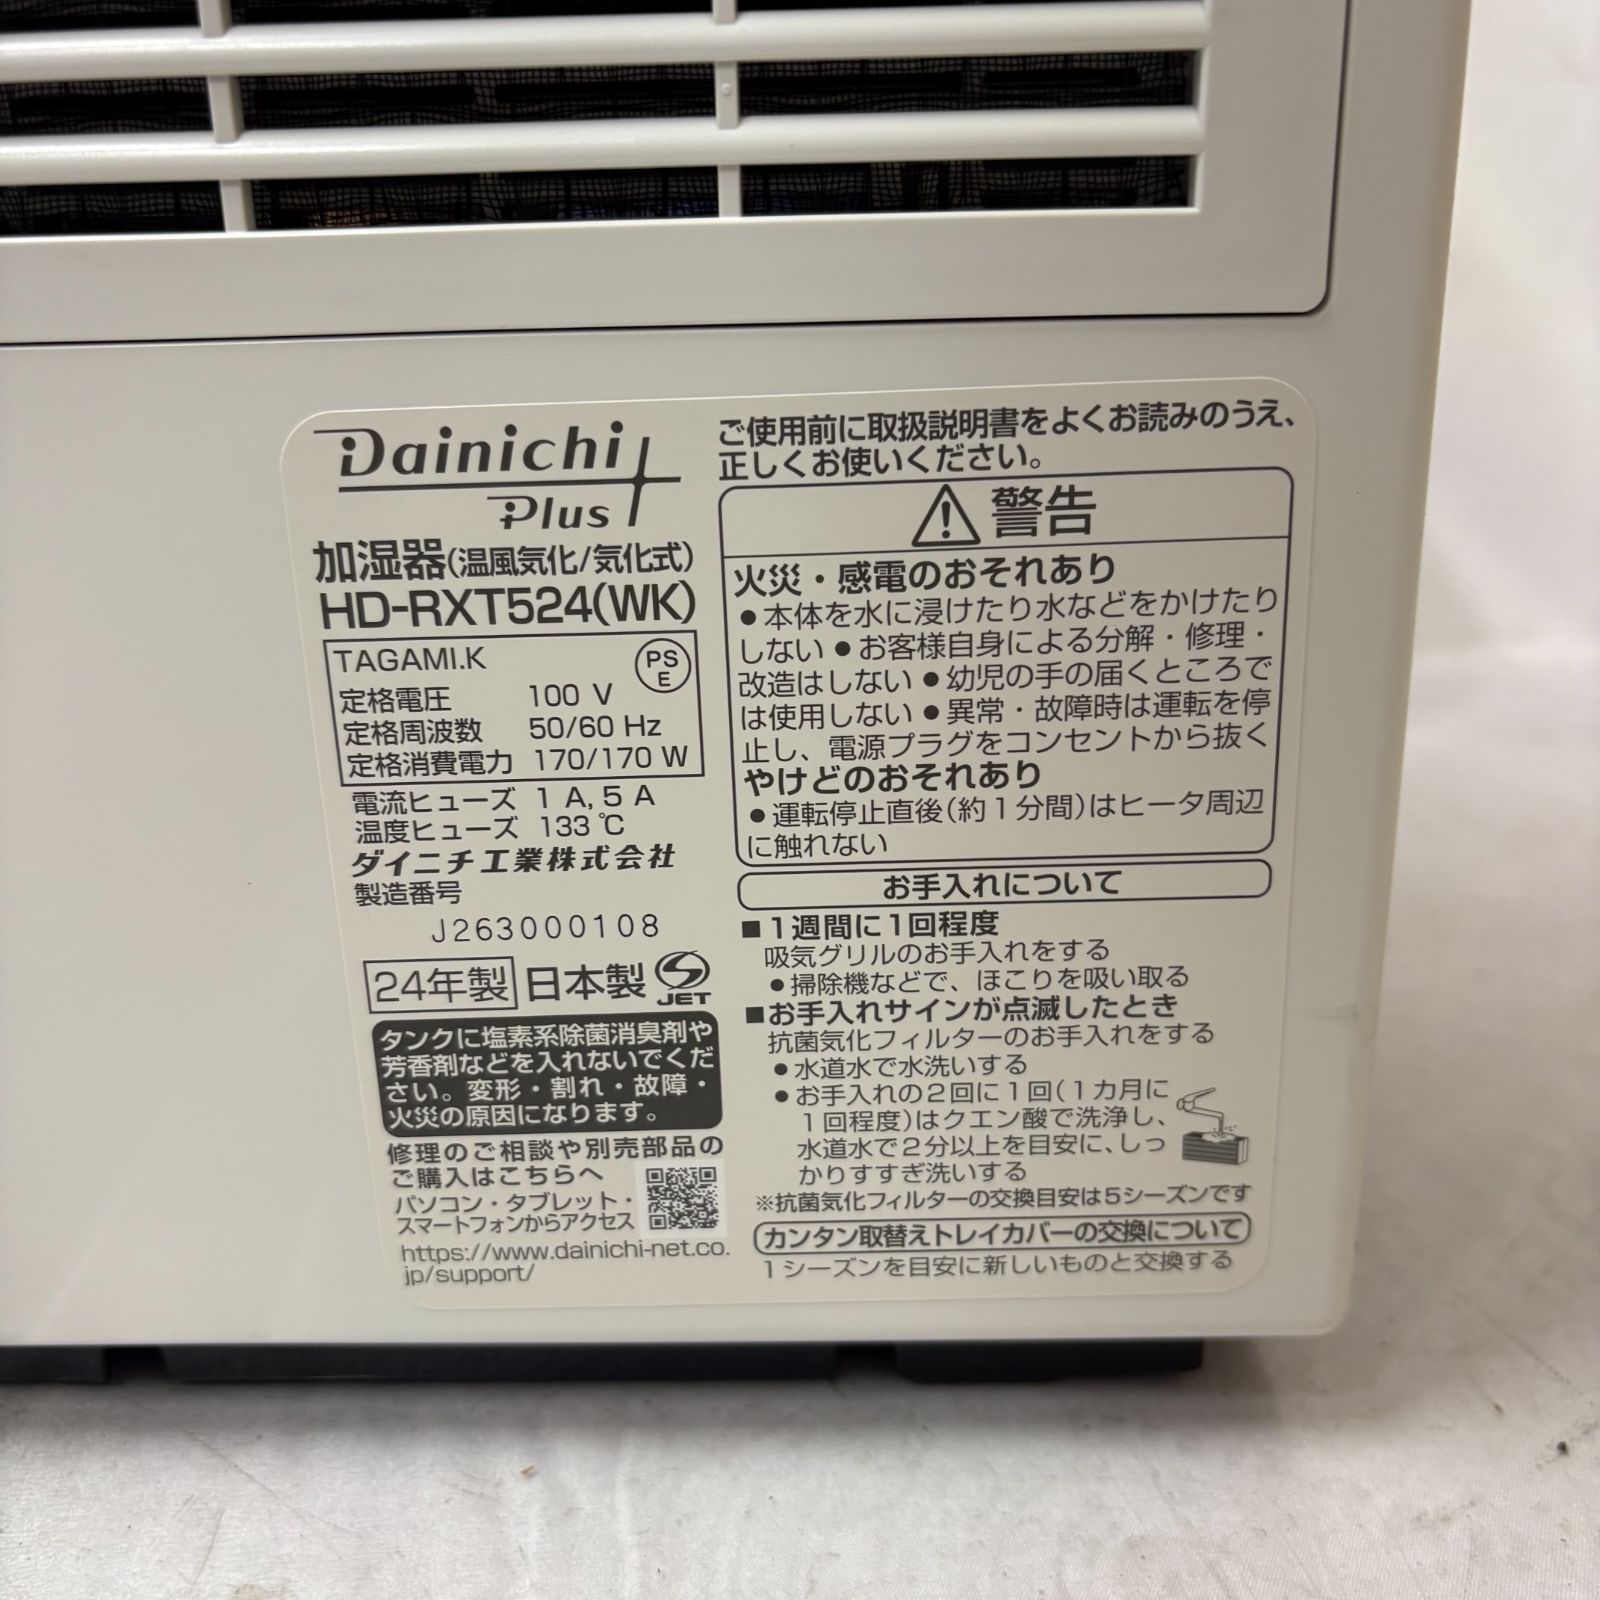 Dainichi
Plus
加湿器(温風気化/気化式)
HD-RXT524(WK)
TAGAMI.K
PS
E
定格電圧 100 V
定格周波数 50/60 Hz
定格消費電力 170/170 W
電流ヒューズ 1 A, 5 A
温度ヒューズ 133 ℃
ダイニチ工業株式会社
製造番号
J263000108
24年製 日本製 JET
タンクに塩素系除菌消臭剤や
芳香剤などを入れないでくだ
さい。変形・割れ・故障・
火災の原因になります。
修理のご相談や別売部品の
ご購入はこちらへ
パソコン・タブレット・
スマートフォンからアクセス
https://www.dainichi-net.co.
jp/support/
ご使用前に取扱説明書をよくお読みのうえ、
正しくお使いください。
警告
火災・感電のおそれあり
●本体を水に浸けたり水などをかけたり
しない ●お客様自身による分解・修理・
改造はしない ●幼児の手の届くところで
は使用しない ●異常・故障時は運転を停
止し、電源プラグをコンセントから抜く
やけどのおそれあり
●運転停止直後(約1分間)はヒータ周辺
に触れない
お手入れについて
■1週間に1回程度
吸気グリルのお手入れをする
●掃除機などで、ほこりを吸い取る
■お手入れサインが点滅したとき
抗菌気化フィルターのお手入れをする
●水道水で水洗いする
●お手入れの2回に1回(1カ月に
1回程度)はクエン酸で洗浄し、
水道水で2分以上を目安に、しっ
かりすすぎ洗いする
※抗菌気化フィルターの交換目安は5シーズンです
カンタン取替えトレイカバーの交換について
1シーズンを目安に新しいものと交換する